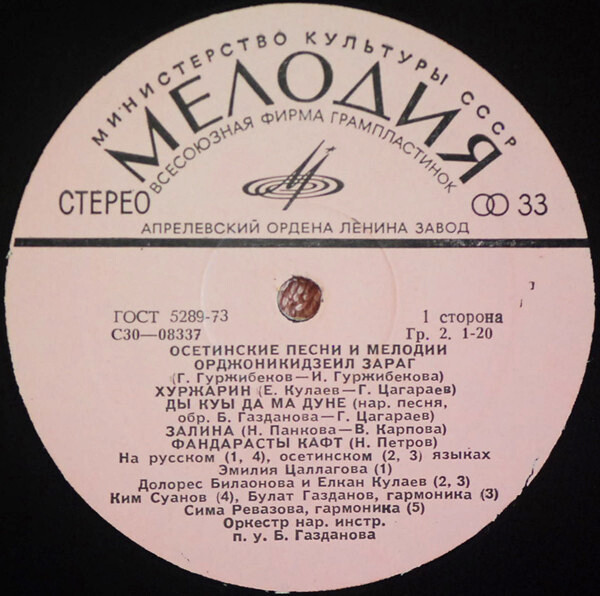 МИНИСТЕРСТВО КУЛЬТУРЫ СССР
МЕЛОДИЯ
ВСЕСОЮЗНАЯ ФИРМА ГРАМПЛАСТИНОК
СТЕРЕО
33
АПРЕЛЕВСКИЙ ОРДЕНА ЛЕНИНА ЗАВОД
ГОСТ 5289-73
1 сторона
С30—08337
Гр. 2. 1-20
ОСЕТИНСКИЕ ПЕСНИ И МЕЛОДИИ
ОРДЖОНИКИДЗЕИЛ ЗАРАГ
(Г. Гуржибеков—И. Гуржибекова)
ХУРЖАРИН (Е. Кулаев—Г. Цагараев)
ДЫ КУЫ ДА МА ДУНЕ (нар. песня,
обр. Б. Газданова—Г. Цагараев)
ЗАЛИНА (Н. Панкова—В. Карпова)
ФАНДАРАСТЫ КАФТ (Н. Петров)
На русском (1, 4), осетинском (2, 3) языках
Эмилия Цаллагова (1)
Долорес Билаонова и Елкан Кулаев (2, 3)
Ким Суанов (4), Булат Газданов, гармоника (3)
Сима Ревазова, гармоника (5)
Оркестр нар. инстр.
п. у. Б. Газданова